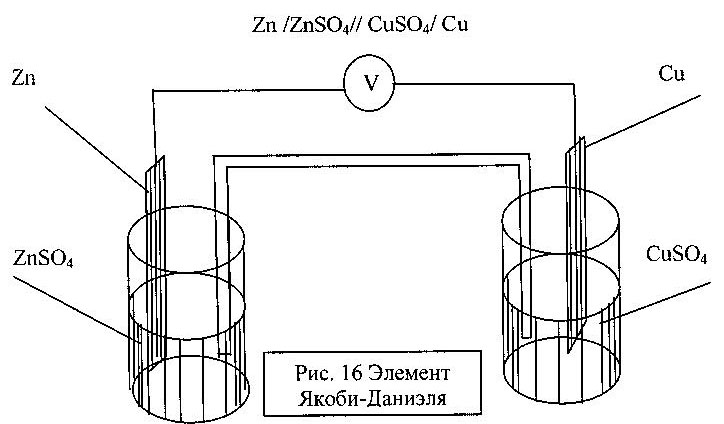 Zn /ZnSO₄// CuSO₄/ Cu
Zn
Cu
V
ZnSO₄
CuSO₄
Рис. 16 Элемент
Якоби-Даниэля